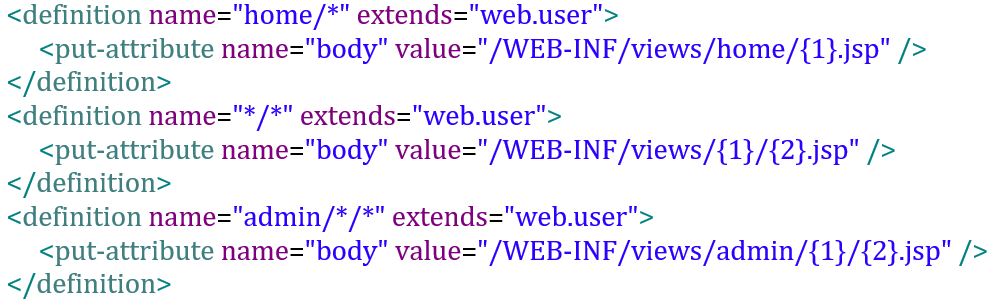 <definition name="home/*" extends="web.user">
<put-attribute name="body" value="/WEB-INF/views/home/{1}.jsp" />
</definition>
<definition name="*/*" extends="web.user">
<put-attribute name="body" value="/WEB-INF/views/{1}/{2}.jsp" />
</definition>
<definition name="admin/*/*" extends="web.user">
<put-attribute name="body" value="/WEB-INF/views/admin/{1}/{2}.jsp" />
</definition>